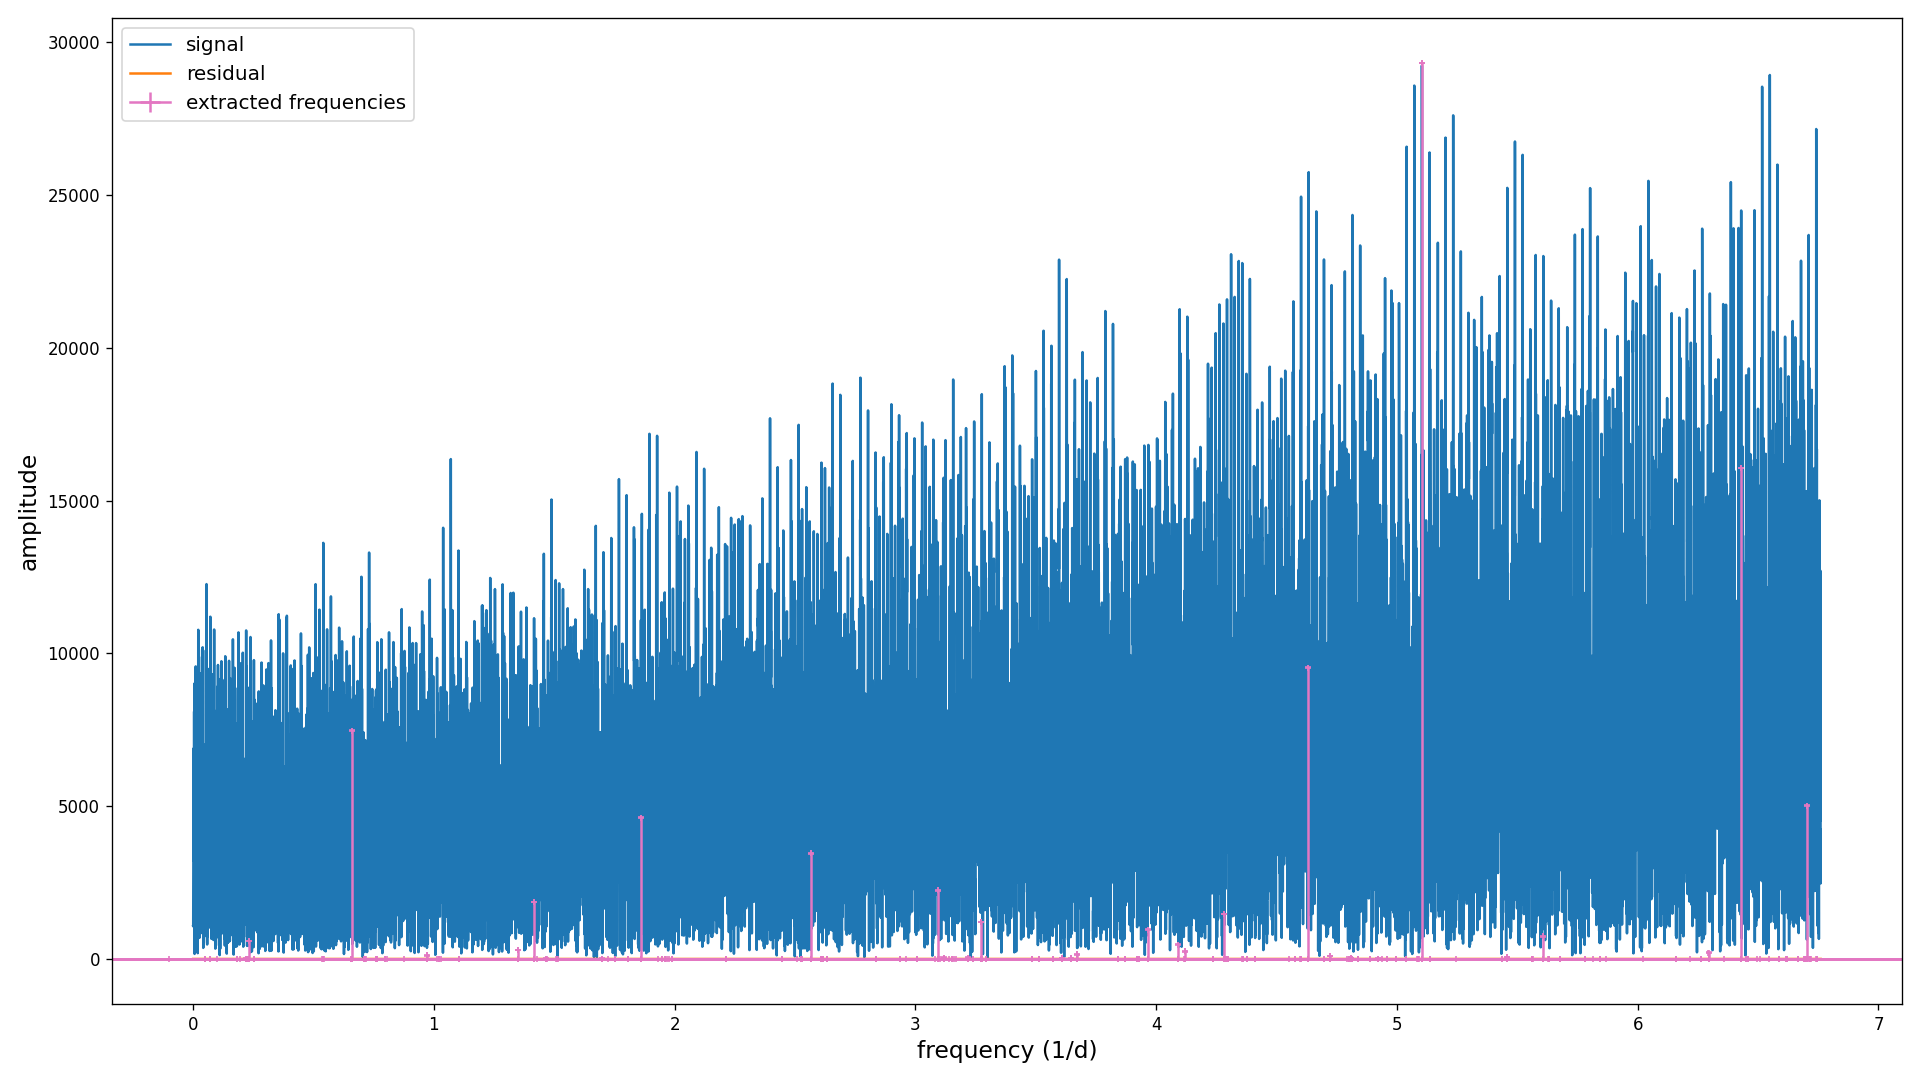 signal
residual
extracted frequencies
30000
25000
20000
15000
10000
5000
0
amplitude
0 1 2 3 4 5 6 7
frequency (1/d)